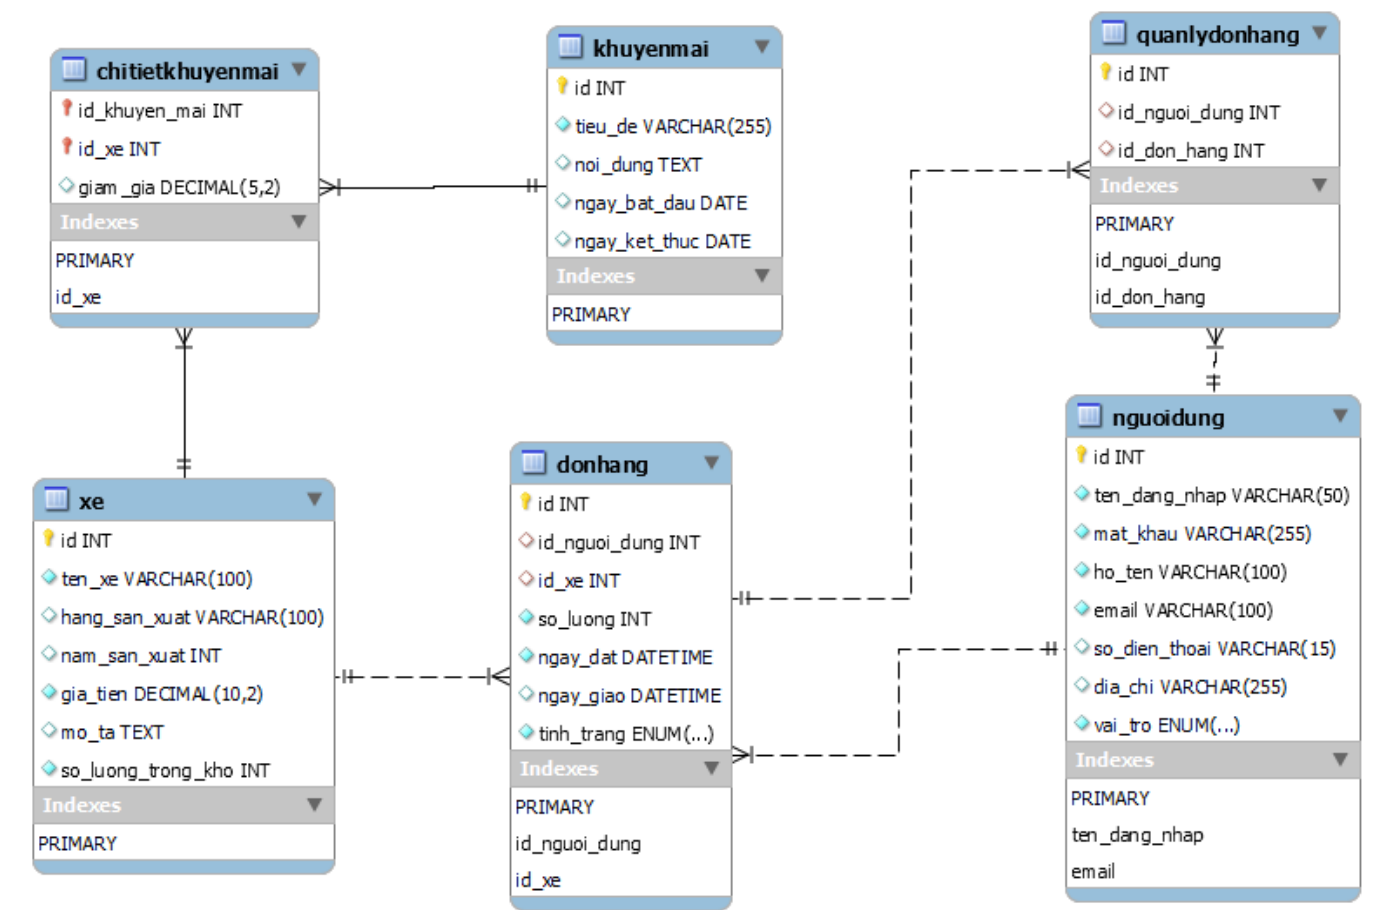 chitietkhuyenmai
id_khuyen_mai INT
id_xe INT
giam_gia DECIMAL(5,2)
Indexes
PRIMARY
id_xe
khuyenmai
id INT
tieu_de VARCHAR(255)
noi_dung TEXT
ngay_bat_dau DATE
ngay_ket_thuc DATE
Indexes
PRIMARY
quanlydonhang
id INT
id_nguoi_dung INT
id_don_hang INT
Indexes
PRIMARY
id_nguoi_dung
id_don_hang
xe
id INT
ten_xe VARCHAR(100)
hang_san_xuat VARCHAR(100)
nam_san_xuat INT
gia_tien DECIMAL(10,2)
mo_ta TEXT
so_luong_trong_kho INT
Indexes
PRIMARY
donhang
id INT
id_nguoi_dung INT
id_xe INT
so_luong INT
ngay_dat DATETIME
ngay_giao DATETIME
tinh_trang ENUM(...)
Indexes
PRIMARY
id_nguoi_dung
id_xe
nguoidung
id INT
ten_dang_nhap VARCHAR(50)
mat_khau VARCHAR(255)
ho_ten VARCHAR(100)
email VARCHAR(100)
so_dien_thoai VARCHAR(15)
dia_chi VARCHAR(255)
vai_tro ENUM(...)
Indexes
PRIMARY
ten_dang_nhap
email